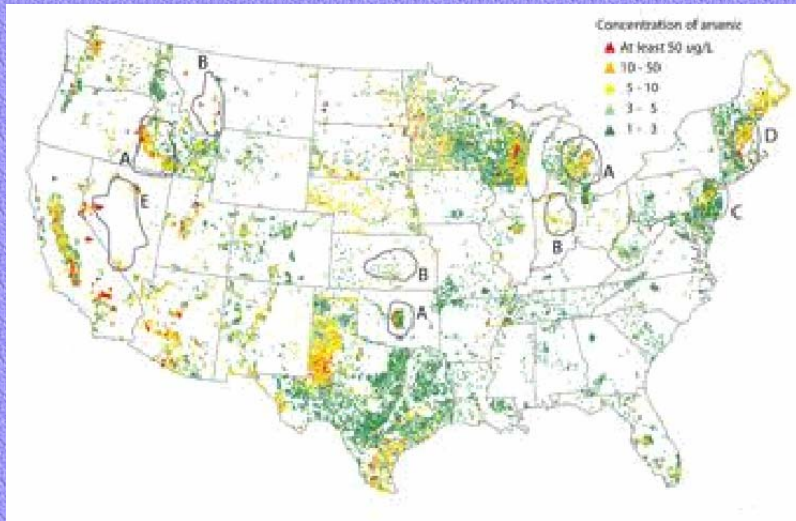 Concentration of arsenic
At least 50 ug/L
10 - 50
5 - 10
3 - 5
1 - 3
B
A
E
A
B
D
C
B
A